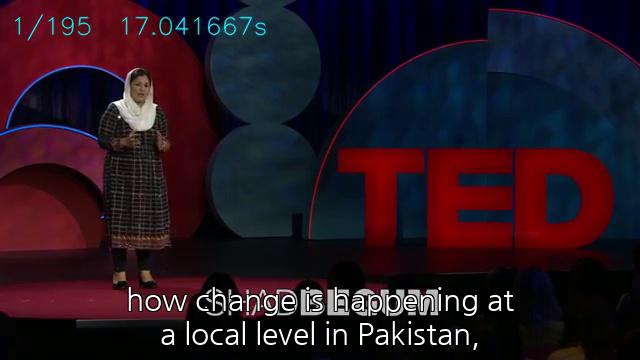 1/195 17.041667s
TED
how change is happening at
a local level in Pakistan,